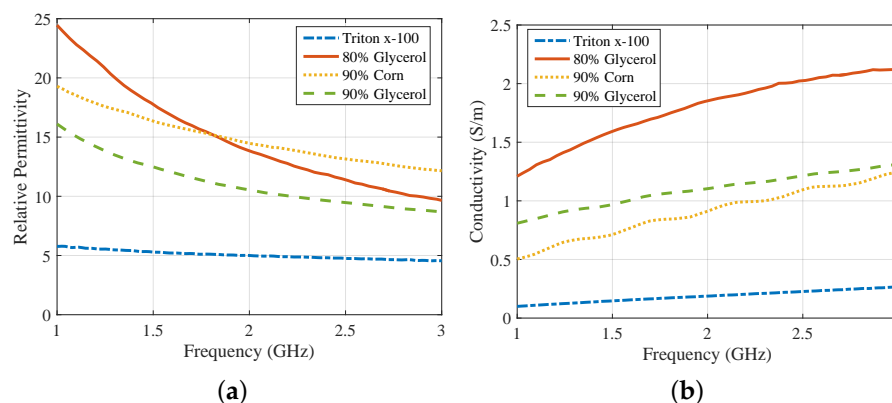 25
20
15
10
5
0
Relative Permittivity
Triton x-100
80% Glycerol
90% Corn
90% Glycerol
1
1.5
2
2.5
3
Frequency (GHz)
(a)
2.5
2
1.5
1
0.5
0
Conductivity (S/m)
Triton x-100
80% Glycerol
90% Corn
90% Glycerol
1
1.5
2
2.5
Frequency (GHz)
(b)